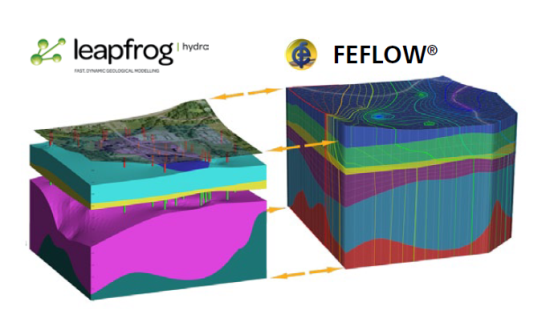 leapfrog | hydro
FAST, DYNAMIC GEOLOGICAL MODELLING
FEFLOW®